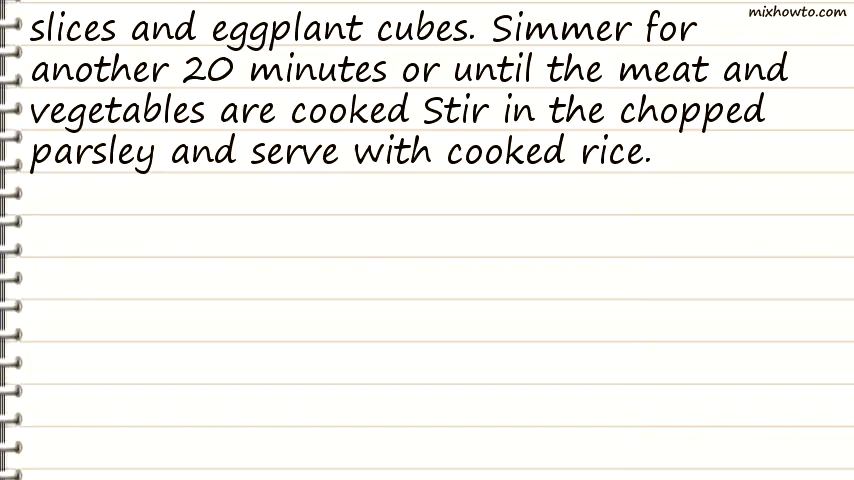 mixhowto.com
slices and eggplant cubes. Simmer for
another 20 minutes or until the meat and
vegetables are cooked Stir in the chopped
parsley and serve with cooked rice.